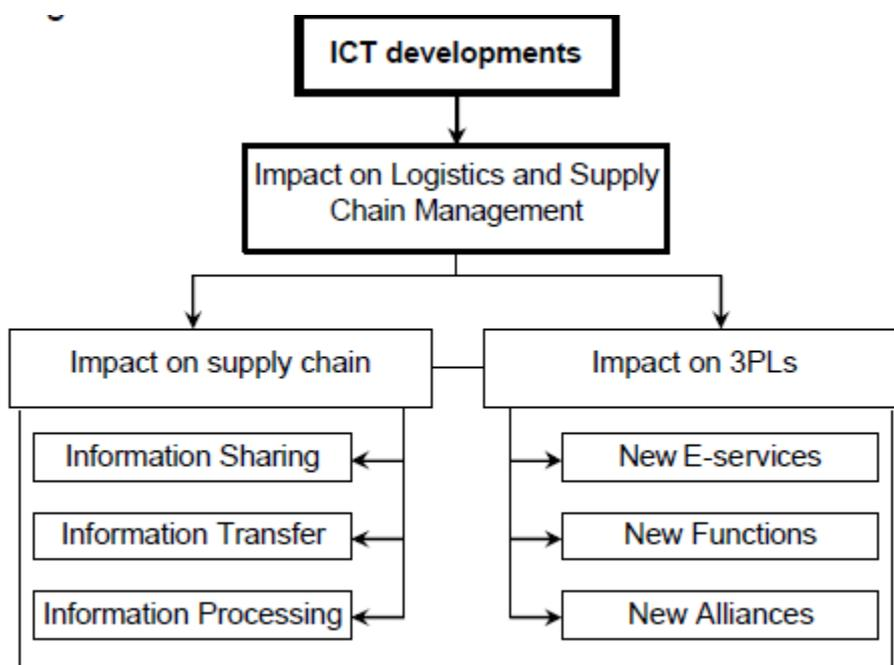 ICT developments
Impact on Logistics and Supply
Chain Management
Impact on supply chain
Impact on 3PLs
Information Sharing
New E-services
Information Transfer
New Functions
Information Processing
New Alliances